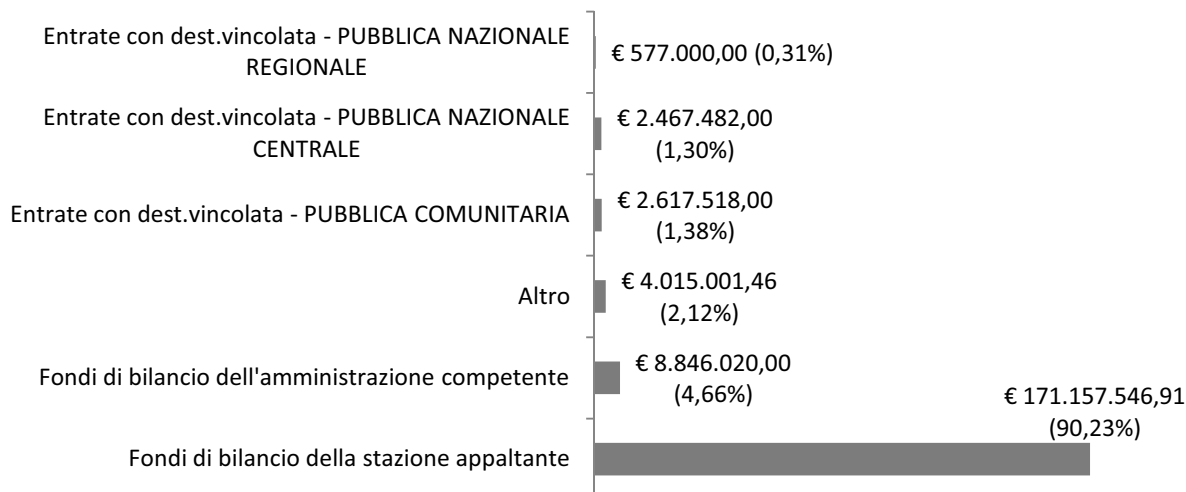 Entrate con dest.vincolata - PUBBLICA NAZIONALE
REGIONALE
€ 577.000,00 (0,31%)
Entrate con dest.vincolata - PUBBLICA NAZIONALE
CENTRALE
€ 2.467.482,00
(1,30%)
Entrate con dest.vincolata - PUBBLICA COMUNITARIA
€ 2.617.518,00
(1,38%)
Altro
€ 4.015.001,46
(2,12%)
Fondi di bilancio dell'amministrazione competente
€ 8.846.020,00
(4,66%)
Fondi di bilancio della stazione appaltante
€ 171.157.546,91
(90,23%)